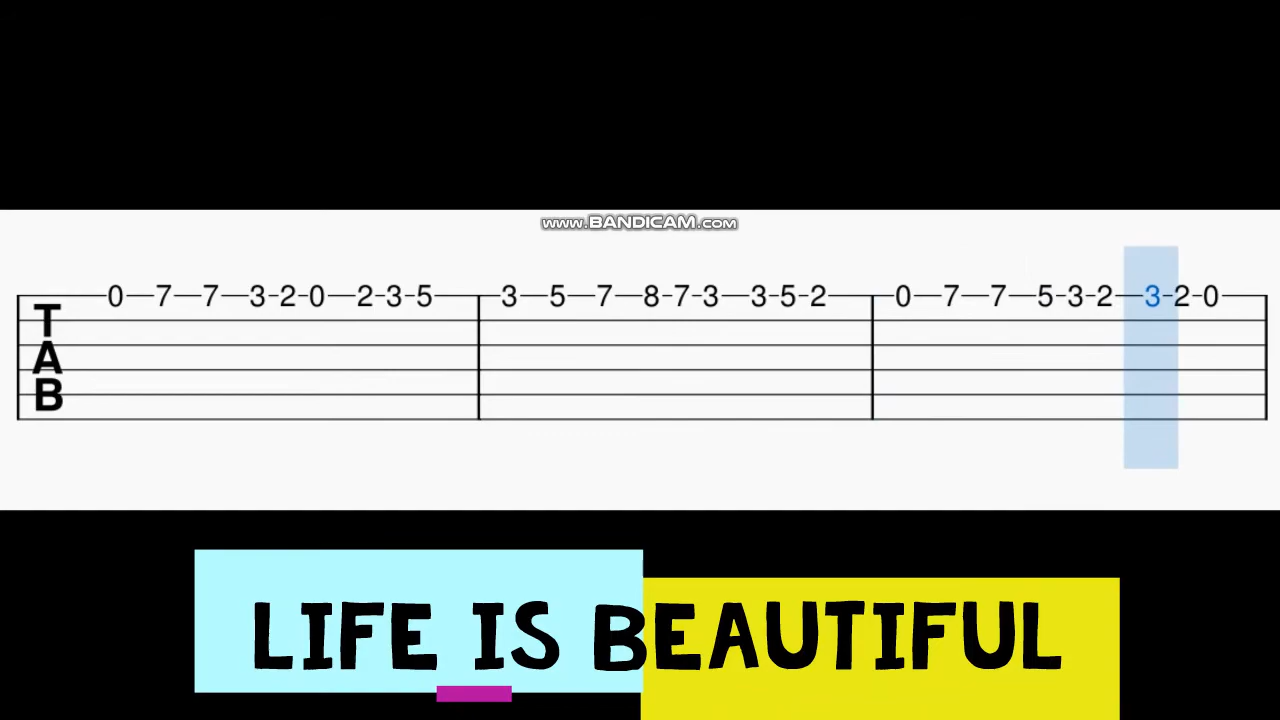 www.BANDICAM.com
0 7 7 3 2 0 2 3 5 3 5 7 8 7 3 3 5 2 0 7 7 5 3 2 3 2 0
T
A
B
LIFE IS BEAUTIFUL